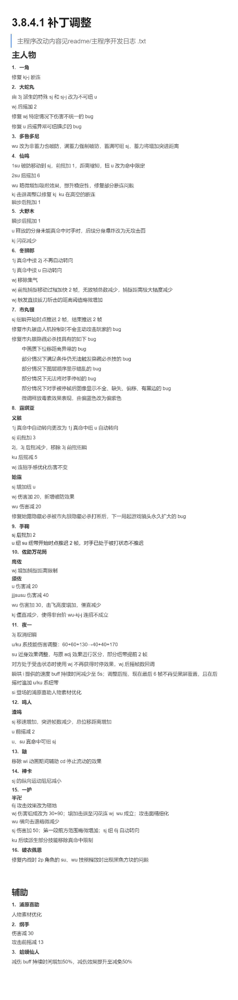 3.8.4.1 补丁调整
主程序改动内容见readme/主程序开发日志 .txt
主人物
1. 一角
修复 kj-j 断连
2. 大蛇丸
由 3j 派生的特殊 sj 和 sj-j 改为不可纽 u
wj 后摇加 2
修复 wj 特定情况下伤害不统一的 bug
修复 u 后摇异常可纽瞬步的 bug
3. 多鲁多尼
wu 改为非蓄力也破防，满蓄力强制破防，蓄满可纽 sj，蓄力将增加突进距离
4. 仙鸣
1su 破防移动到 sj，前摇加 1，距离缩短，扭 u 改为命中限定
2su 后摇加 6
wu 略微增加吸附效果，提升稳定性，修复部分断连问题
kj 击退调整以修复 kj ku 在高空的断连
瞬步后摇加 1
5. 大野木
瞬步后摇加 1
u 释放的分身未能真命中对手时，后续分身爆炸改为无攻击面
kj 闪花减少
6. 冬狮郎
1j 真命中接 2j 不再自动转向
1j 真命中接 u 自动转向
wj 移除集气
wj 前摇捕捉移动过程加快 2 帧，无敌帧总数减少，捕捉距离极大幅度减少
wj 触发直接拔刀斩击的距离阈值略微增加
7. 市丸银
sj 纽瞬开始时点推迟 2 帧，结束推迟 2 帧
修复市丸银由人机控制时不会主动攻击玩家的 bug
修复市丸银隐藏必杀技具有的如下 bug
中画质下位移距离异常的 bug
部分情况下满足条件仍无法触发隐藏必杀技的 bug
部分情况下图层顺序显示错乱的 bug
部分情况下无法将对手停帧的 bug
部分情况下对手被停帧后图像显示不全、缺失、偏移、有黑边的 bug
微调释放毒素效果表现，由偏蓝色改为偏紫色
8. 露琪亚
义骸
1j 真命中自动转向更改为 1j 真命中纽 u 自动转向
sj 前摇加 3
2j，3j 后摇减少，移除 3j 前摇纽瞬
ku 后摇减 5
wj 连招手感优化伤害不变
始露
sj 增加纽 u
wj 伤害加 20，新增破防效果
wu 伤害减 20
修复始露隐藏必杀被市丸银隐藏必杀打断后，下一局起游戏镜头永久扩大的 bug
9. 手鞠
sj 后摇加 2
u 纽 su 纽带开始时点推迟 2 帧，对手已处于被打状态不推迟
10. 佐助万花筒
鹰佐
wj 增加捕捉距离限制
须佐
u 伤害减 20
jjjsusu 伤害减 40
wu 伤害加 30，击飞高度增加，僵直减少
kj 僵直减少，使得非台阶 wu-kj-j 连招不成立
11. 夜一
3j 取消纽瞬
u/ku 系技能伤害调整：60+60+130→40+40+170
su 近身效果调整，与原 adj 效果进行区分，部分纽带提前 2 帧
对方处于受击状态时使用 wj 不再获得时停效果，wj 后摇帧数回调
瞬哄 i 提供的速度 buff 持续时间减少至 5s；调整后摇，现在最后 6 帧不再受黑屏覆盖，且在后
摇时追加 u/ku 系纽带
si 登场的浦原喜助人物素材优化
12. 鸣人
渣鸣
sj 移速增加，突进帧数减少，总位移距离增加
u 前摇减 2
u、su 真命中可纽 sj
13. 鼬
移除 wi 动画期间辅助 cd 停止流动的效果
14. 神卡
sj 的纵向运动阻尼减小
15. 一护
半卍
6j 攻击效果改为砸地
wj 伤害组成改为 30+90；增加击退至闪花连 wj wu 成立；攻击面精细化
wu 横向击退略微减少
sj 伤害加 50；第一段前方范围略微增加；sj 纽 6j 自动转向
ku 后续派生部分技能移除真命中限制
16. 破衣佩恩
修复内战时 2p 角色的 su、wu 技能释放时出现黑色方块的问题
辅助
1. 浦原喜助
人物素材优化
2. 纲手
伤害减 30
攻击前摇减 13
3. 蛤蟆仙人
减伤 buff 持续时间增加50%，减伤效果提升至减免50%